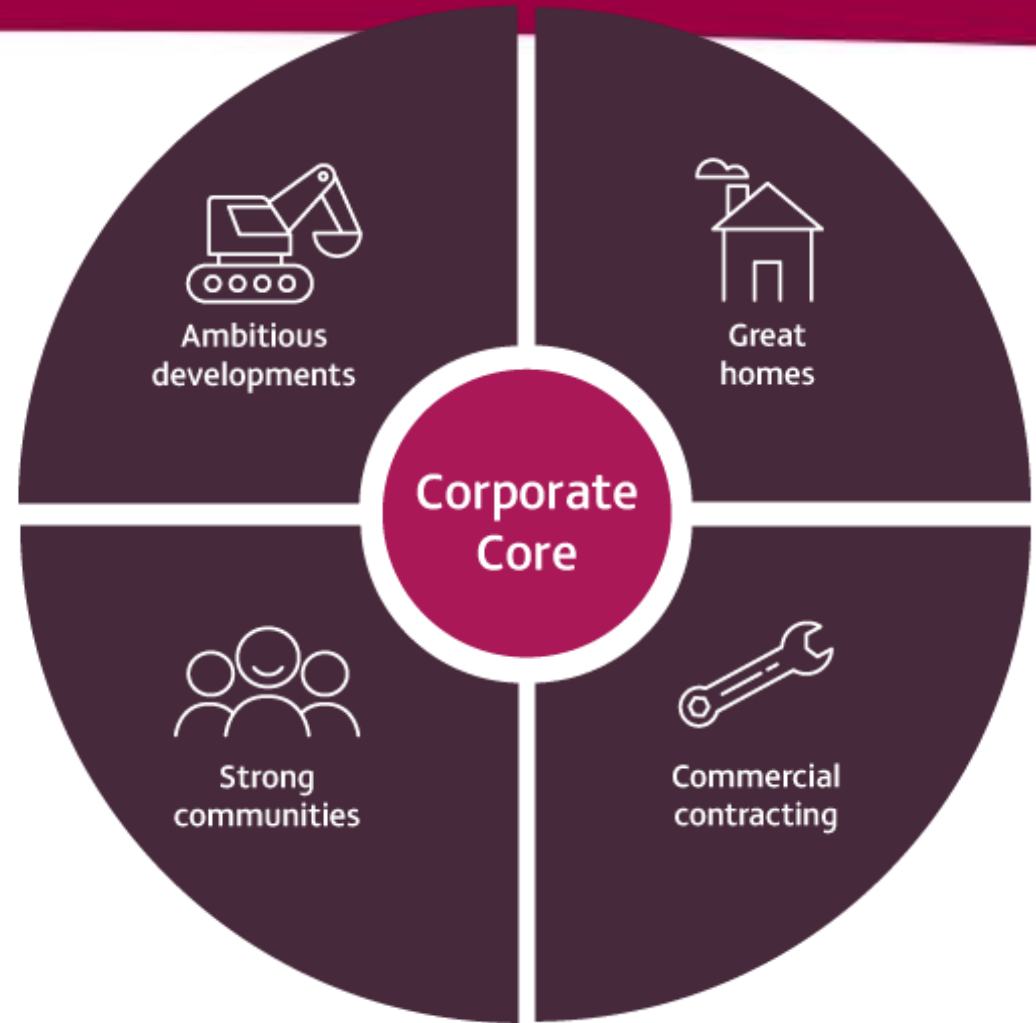 Ambitious
developments
Great
homes
Corporate
Core
Strong
communities
Commercial
contracting